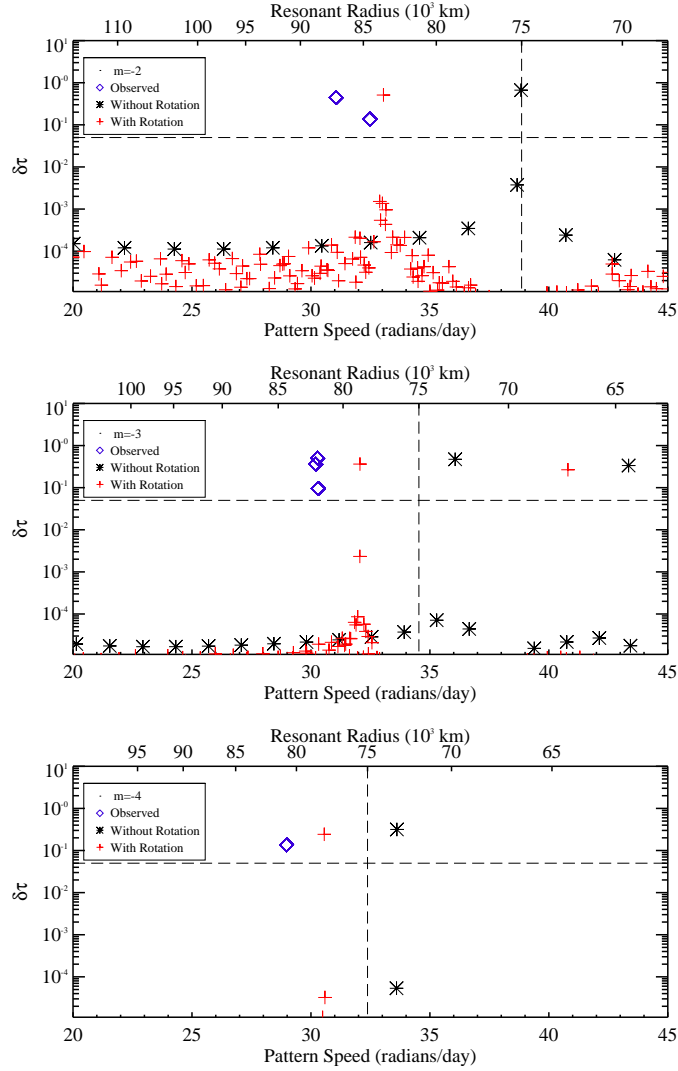 Resonant Radius (10³ km)
110 100 95 90 87 85 83 80 78 75 70
10¹
10⁰
10⁻¹
10⁻²
10⁻³
10⁻⁴
δτ
m=-2
Observed
Without Rotation
With Rotation
20 25 30 35 40 45
Pattern Speed (radians/day)
Resonant Radius (10³ km)
100 95 90 85 82 80 78 75 70 65 64
10¹
10⁰
10⁻¹
10⁻²
10⁻³
10⁻⁴
δτ
m=-3
Observed
Without Rotation
With Rotation
20 25 30 35 40 45
Pattern Speed (radians/day)
Resonant Radius (10³ km)
95 90 85 80 75 70 65
10¹
10⁰
10⁻¹
10⁻²
10⁻³
10⁻⁴
δτ
m=-4
Observed
Without Rotation
With Rotation
20 25 30 35 40 45
Pattern Speed (radians/day)